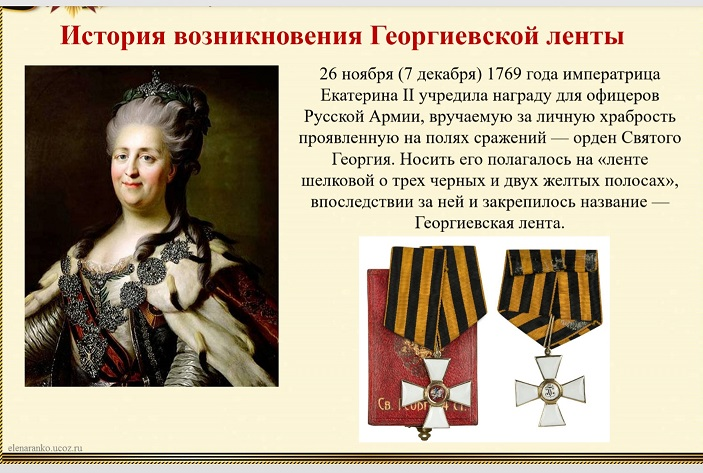 История возникновения Георгиевской ленты
26 ноября (7 декабря) 1769 года императрица
Екатерина II учредила награду для офицеров
Русской Армии, вручаемую за личную храбрость
проявленную на полях сражений — орден Святого
Георгия. Носить его полагалось на «ленте
шелковой о трех черных и двух желтых полосах»,
впоследствии за ней и закрепилось название —
Георгиевская лента.
Св.
elenaranko.ucoz.ru